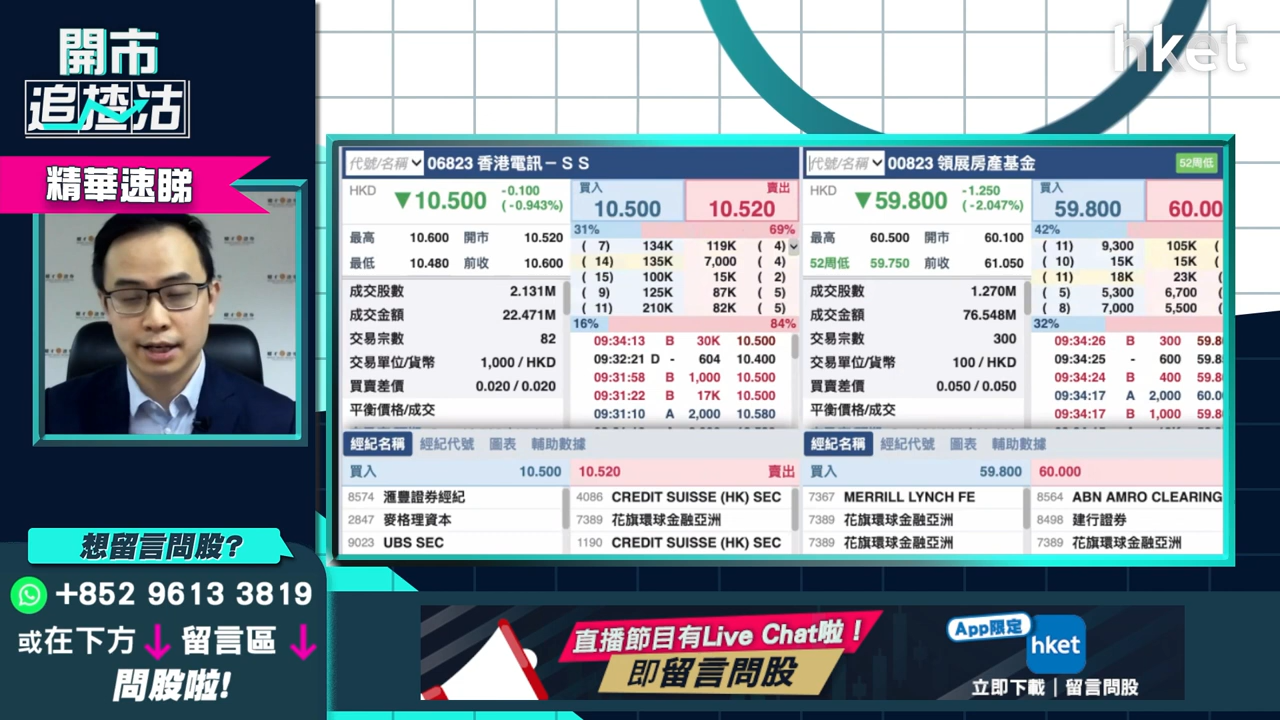 開市
追揸沽
精華速睇
想留言問股?
+852 9613 3819
或在下方 留言區
問股啦!
hket
代號/名稱 06823 香港電訊－ＳＳ
HKD
▼10.500
-0.100
(-0.943%)
最高 10.600 開市 10.520
最低 10.480 前收 10.600
成交股數 2.131M
成交金額 22.471M
交易宗數 82
交易單位/貨幣 1,000 / HKD
買賣差價 0.020 / 0.020
平衡價格/成交
買入 賣出
10.500 10.520
31% 69%
( 7) 134K 119K ( 4)
( 14) 135K 7,000 ( 4)
( 15) 100K 15K ( 2)
( 9) 125K 87K ( 5)
( 11) 210K 82K ( 5)
16% 84%
09:34:13 B 30K 10.500
09:32:21 D - 604 10.400
09:31:58 B 1,000 10.500
09:31:22 B 17K 10.500
09:31:10 A 2,000 10.580
經紀名稱 經紀代號 圖表 輔助數據
買入 10.500 10.520 賣出
8574 滙豐證券經紀 4086 CREDIT SUISSE (HK) SEC
2847 麥格理資本 7389 花旗環球金融亞洲
9023 UBS SEC 1190 CREDIT SUISSE (HK) SEC
代號/名稱 00823 領展房產基金 52周低
HKD
▼59.800
-1.250
(-2.047%)
最高 60.500 開市 60.100
52周低 59.750 前收 61.050
成交股數 1.270M
成交金額 76.548M
交易宗數 300
交易單位/貨幣 100 / HKD
買賣差價 0.050 / 0.050
平衡價格/成交
買入
59.800 60.00
42%
( 11) 9,300 105K (
( 10) 15K 15K (
( 11) 18K 23K (
( 5) 5,300 6,700 (
( 8) 7,000 5,500 (
32%
09:34:26 B 300 59.8
09:34:25 - 600 59.8
09:34:24 B 400 59.8
09:34:17 A 2,000 60.0
09:34:17 B 1,000 59.8
經紀名稱 經紀代號 圖表 輔助數據
買入 59.800 60.000
7367 MERRILL LYNCH FE 8564 ABN AMRO CLEARING
7389 花旗環球金融亞洲 8498 建行證券
7389 花旗環球金融亞洲 7389 花旗環球金融亞洲
直播節目有Live Chat啦！
即留言問股
App限定
hket
立即下載｜留言問股